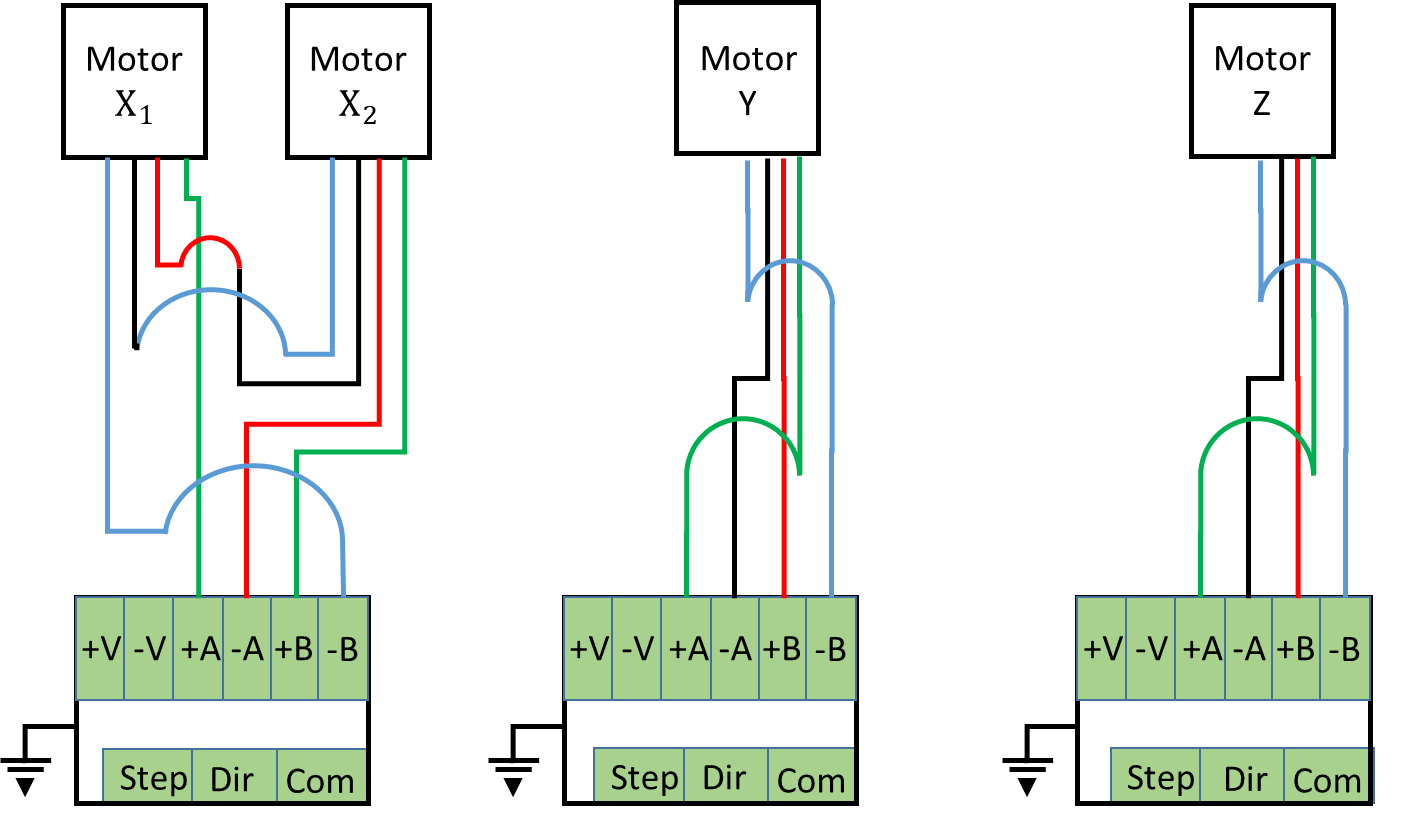 Motor
X₁
Motor
X₂
Motor
Y
Motor
Z
+V -V +A -A +B -B
Step Dir Com
+V -V +A -A +B -B
Step Dir Com
+V -V +A -A +B -B
Step Dir Com